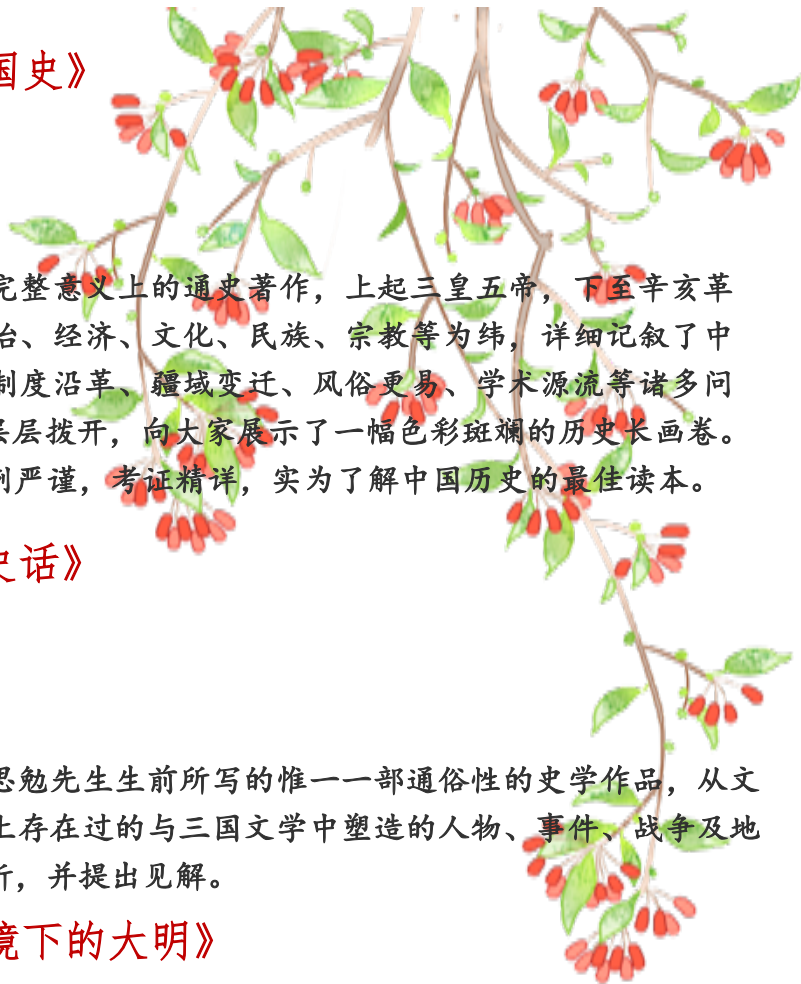 国史》
完整意义上的通史著作，上起三皇五帝，下至辛亥革
治、经济、文化、民族、宗教等为纬，详细记叙了中
制度沿革、疆域变迁、风俗更易、学术源流等诸多问
层层拨开，向大家展示了一幅色彩斑斓的历史长画卷。
例严谨，考证精详，实为了解中国历史的最佳读本。
史话》
思勉先生生前所写的惟一一部通俗性的史学作品，从文
上存在过的与三国文学中塑造的人物、事件、战争及地
析，并提出见解。
镜下的大明》